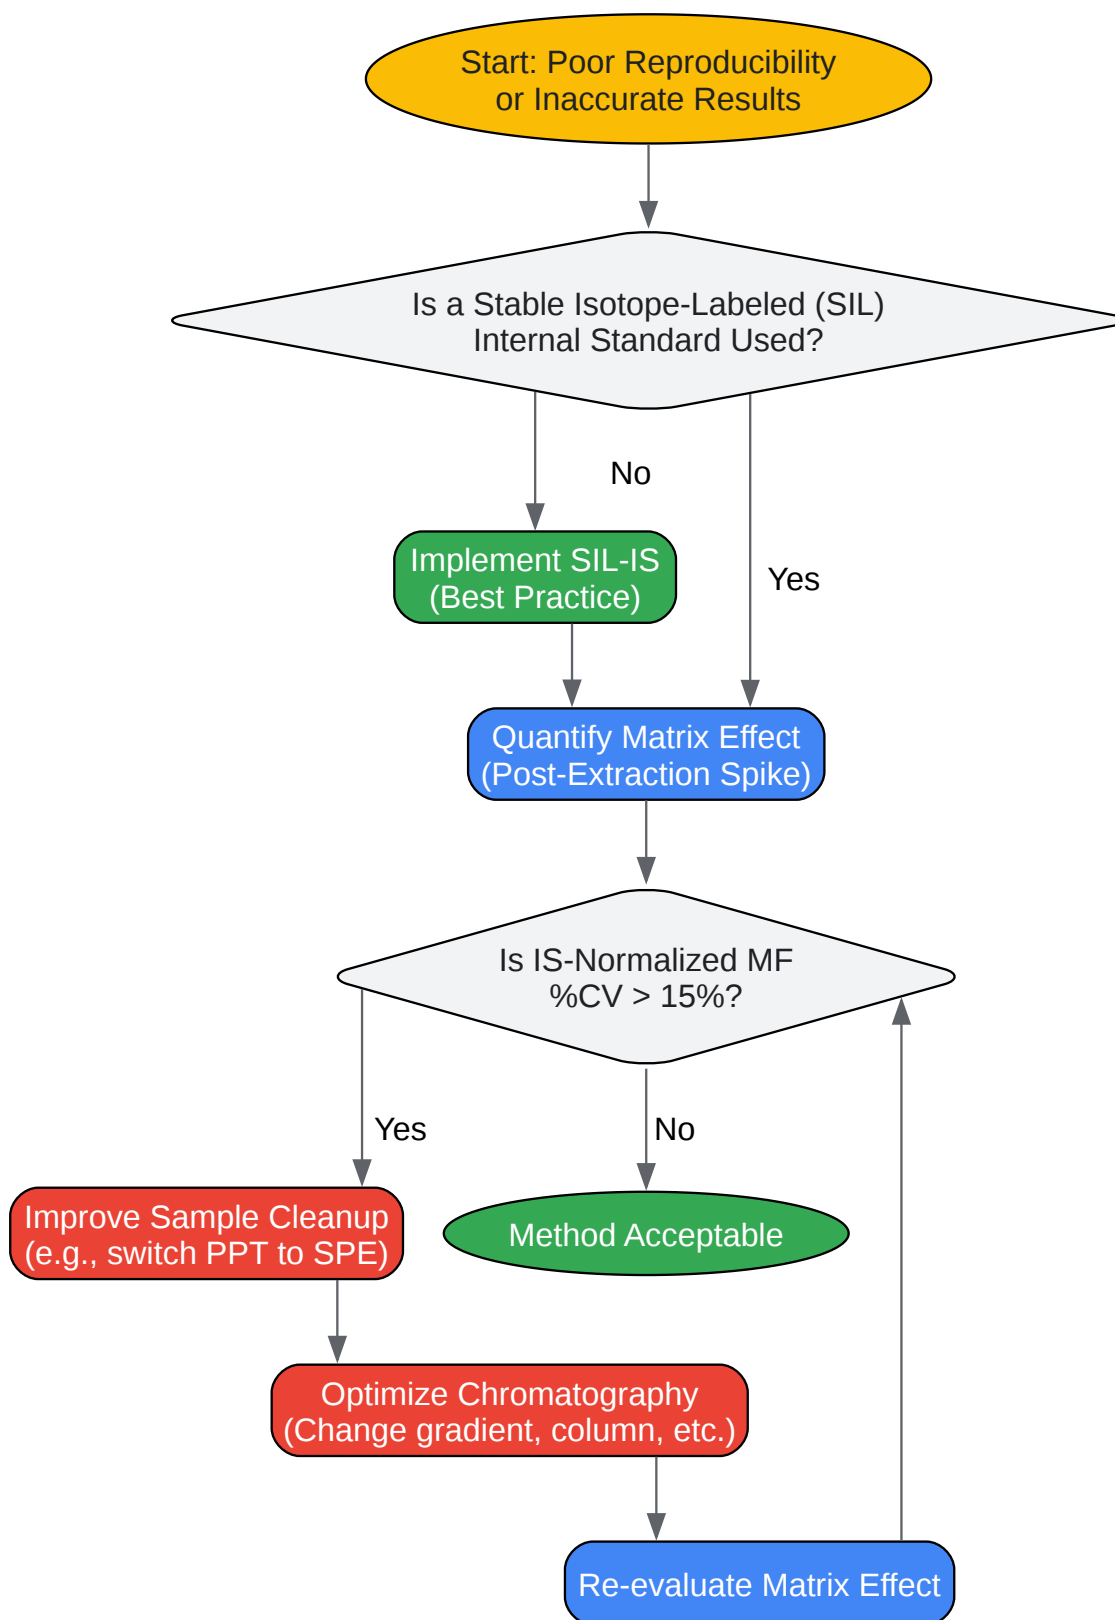 Start: Poor Reproducibility
or Inaccurate Results
Is a Stable Isotope-Labeled (SIL)
Internal Standard Used?
No
Implement SIL-IS
(Best Practice)
Yes
Quantify Matrix Effect
(Post-Extraction Spike)
Is IS-Normalized MF
%CV > 15%?
Yes
No
Improve Sample Cleanup
(e.g., switch PPT to SPE)
Method Acceptable
Optimize Chromatography
(Change gradient, column, etc.)
Re-evaluate Matrix Effect